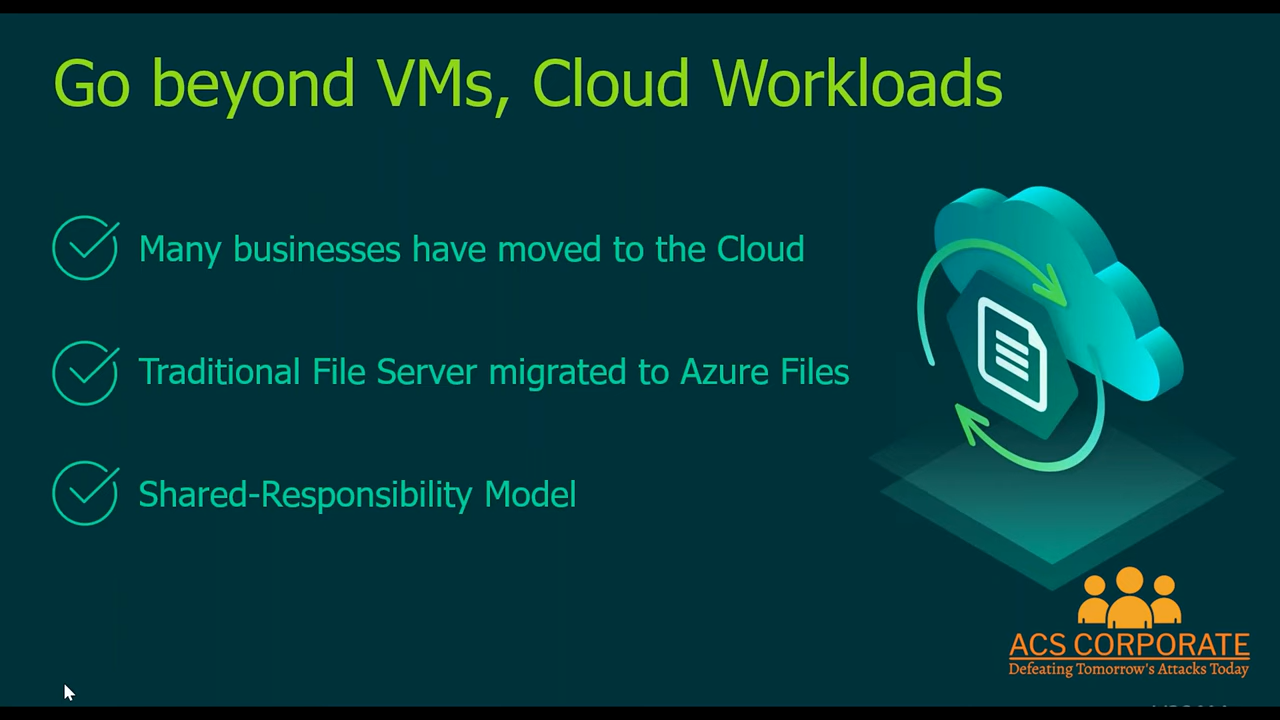 Go beyond VMs, Cloud Workloads
Many businesses have moved to the Cloud
Traditional File Server migrated to Azure Files
Shared-Responsibility Model
ACS CORPORATE
Defeating Tomorrow's Attacks Today